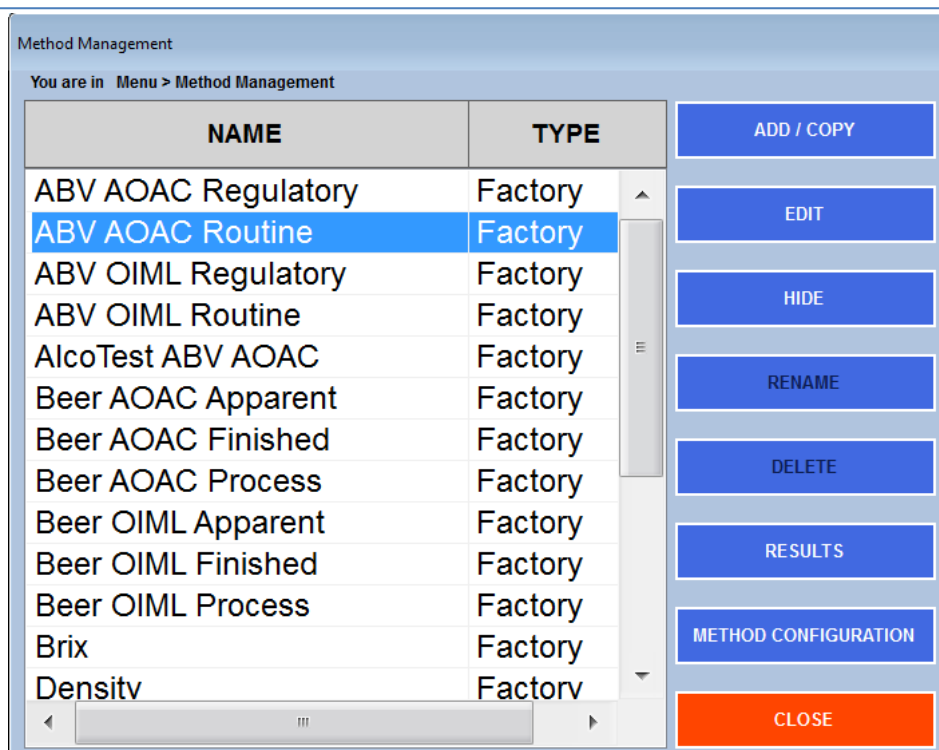 Method Management
You are in Menu > Method Management
NAME TYPE
ABV AOAC Regulatory Factory
ABV AOAC Routine Factory
ABV OIML Regulatory Factory
ABV OIML Routine Factory
AlcoTest ABV AOAC Factory
Beer AOAC Apparent Factory
Beer AOAC Finished Factory
Beer AOAC Process Factory
Beer OIML Apparent Factory
Beer OIML Finished Factory
Beer OIML Process Factory
Brix Factory
Density Factory
ADD / COPY
EDIT
HIDE
RENAME
DELETE
RESULTS
METHOD CONFIGURATION
CLOSE